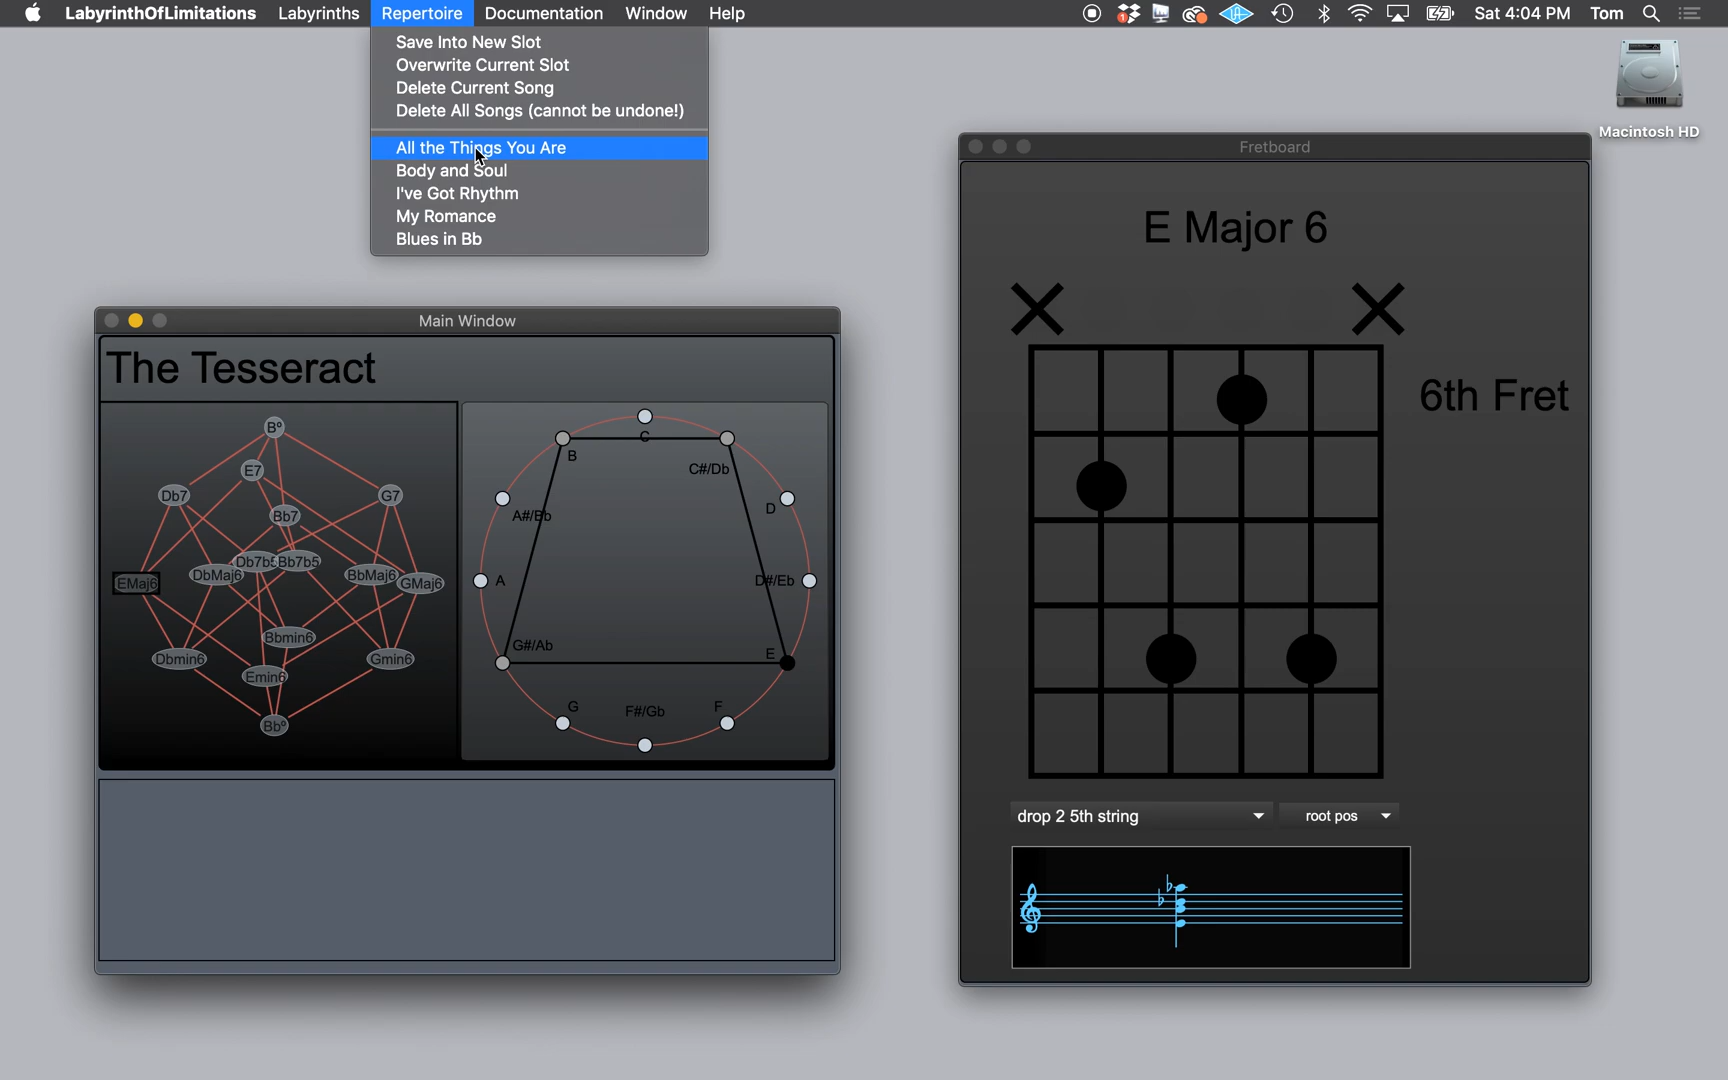 LabyrinthOfLimitations Labyrinths Repertoire Documentation Window Help
1 Sat 4:04 PM Tom
Save Into New Slot
Overwrite Current Slot
Delete Current Song
Delete All Songs (cannot be undone!)
All the Things You Are
Body and Soul
I've Got Rhythm
My Romance
Blues in Bb
Macintosh HD
Main Window
The Tesseract
Bº
E7
Db7
G7
Bb7
Db7b5
Bb7b5
EMaj6
DbMaj6
BbMaj6
GMaj6
Bbmin6
Dbmin6
Emin6
Gmin6
Bbº
C
B
C#/Db
A#/Bb
D
A
D#/Eb
G#/Ab
E
G
F#/Gb
F
Fretboard
E Major 6
6th Fret
drop 2 5th string
root pos